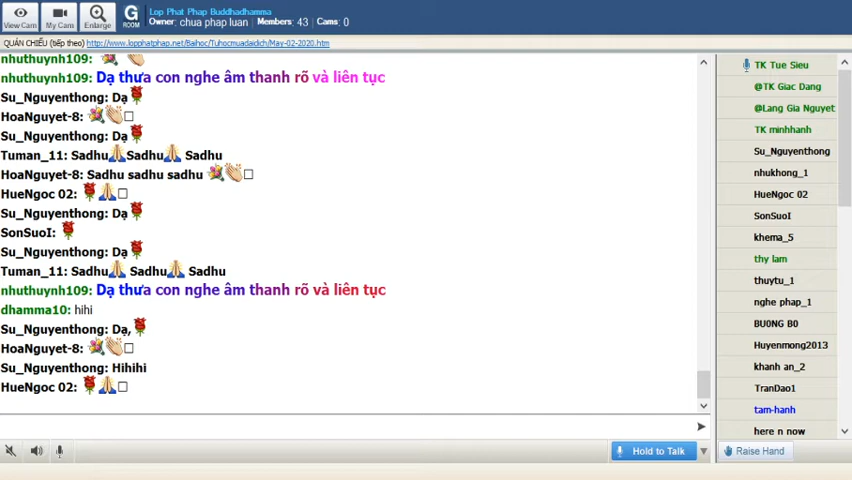 View Cam
My Cam
Enlarge
G
ROOM
Lop Phat Phap Buddhadhamma
Owner: chua phap luan Members: 43 Cams: 0
QUÁN CHIẾU (tiếp theo) http://www.lopphatphap.net/Baihoc/Tuhocmuadaidich/May-02-2020.htm
nhuthuynh109:
nhuthuynh109: Dạ thưa con nghe âm thanh rõ và liên tục
Su_Nguyenthong: Dạ
HoaNguyet-8:
Su_Nguyenthong: Dạ
Tuman_11: Sadhu Sadhu Sadhu
HoaNguyet-8: Sadhu sadhu sadhu
HueNgoc 02:
Su_Nguyenthong: Dạ
SonSuoI:
Su_Nguyenthong: Dạ
Tuman_11: Sadhu Sadhu Sadhu
nhuthuynh109: Dạ thưa con nghe âm thanh rõ và liên tục
dhamma10: hihi
Su_Nguyenthong: Dạ,
HoaNguyet-8:
Su_Nguyenthong: Hihihi
HueNgoc 02:
Hold to Talk
TK Tue Sieu
@TK Giac Dang
@Lang Gia Nguyet
TK minhhanh
Su_Nguyenthong
nhukhong_1
HueNgoc 02
SonSuoI
khema_5
thy lam
thuytu_1
nghe phap_1
BU0NG B0
Huyenmong2013
khanh an_2
TranDao1
tam-hanh
here n now
Raise Hand